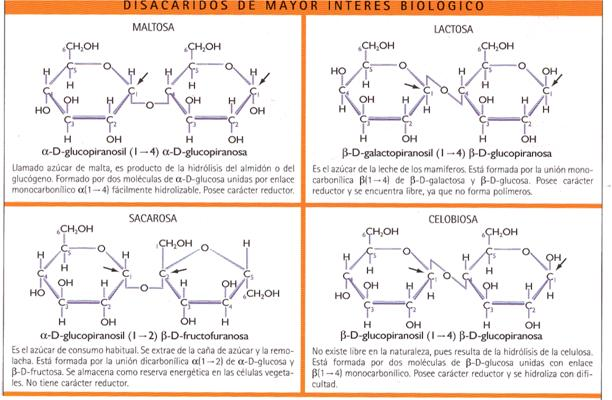 DISACARIDOS DE MAYOR INTERES BIOLOGICO
MALTOSA
α-D-glucopiranosil (1→4) α-D-glucopiranosa
Llamado azúcar de malta, es producto de la hidrólisis del almidón o del
glucógeno. Formado por dos moléculas de α-D-glucosa unidas por enlace
monocarbonílico α(1→4) fácilmente hidrolizable. Posee carácter reductor.
LACTOSA
β-D-galactopiranosil (1→4) β-D-glucopiranosa
Es el azúcar de la leche de los mamíferos. Está formada por la unión mono-
carbonílica β(1→4) de β-D-galactosa y β-D-glucosa. Posee carácter
reductor y se encuentra libre, ya que no forma polímeros.
SACAROSA
α-D-glucopiranosil (1→2) β-D-fructofuranosa
Es el azúcar de consumo habitual. Se extrae de la caña de azúcar y la remo-
lacha. Está formada por la unión dicarbonílica α(1→2) de α-D-glucosa y
β-D-fructosa. Se almacena como reserva energética en las células vegeta-
les. No tiene carácter reductor.
CELOBIOSA
β-D-glucopiranosil (1→4) β-D-glucopiranosa
No existe libre en la naturaleza, pues resulta de la hidrólisis de la celulosa.
Está formada por dos moléculas de β-D-glucosa unidas con enlace
β(1→4) monocarbonílico. Posee carácter reductor y se hidroliza con difi-
cultad.